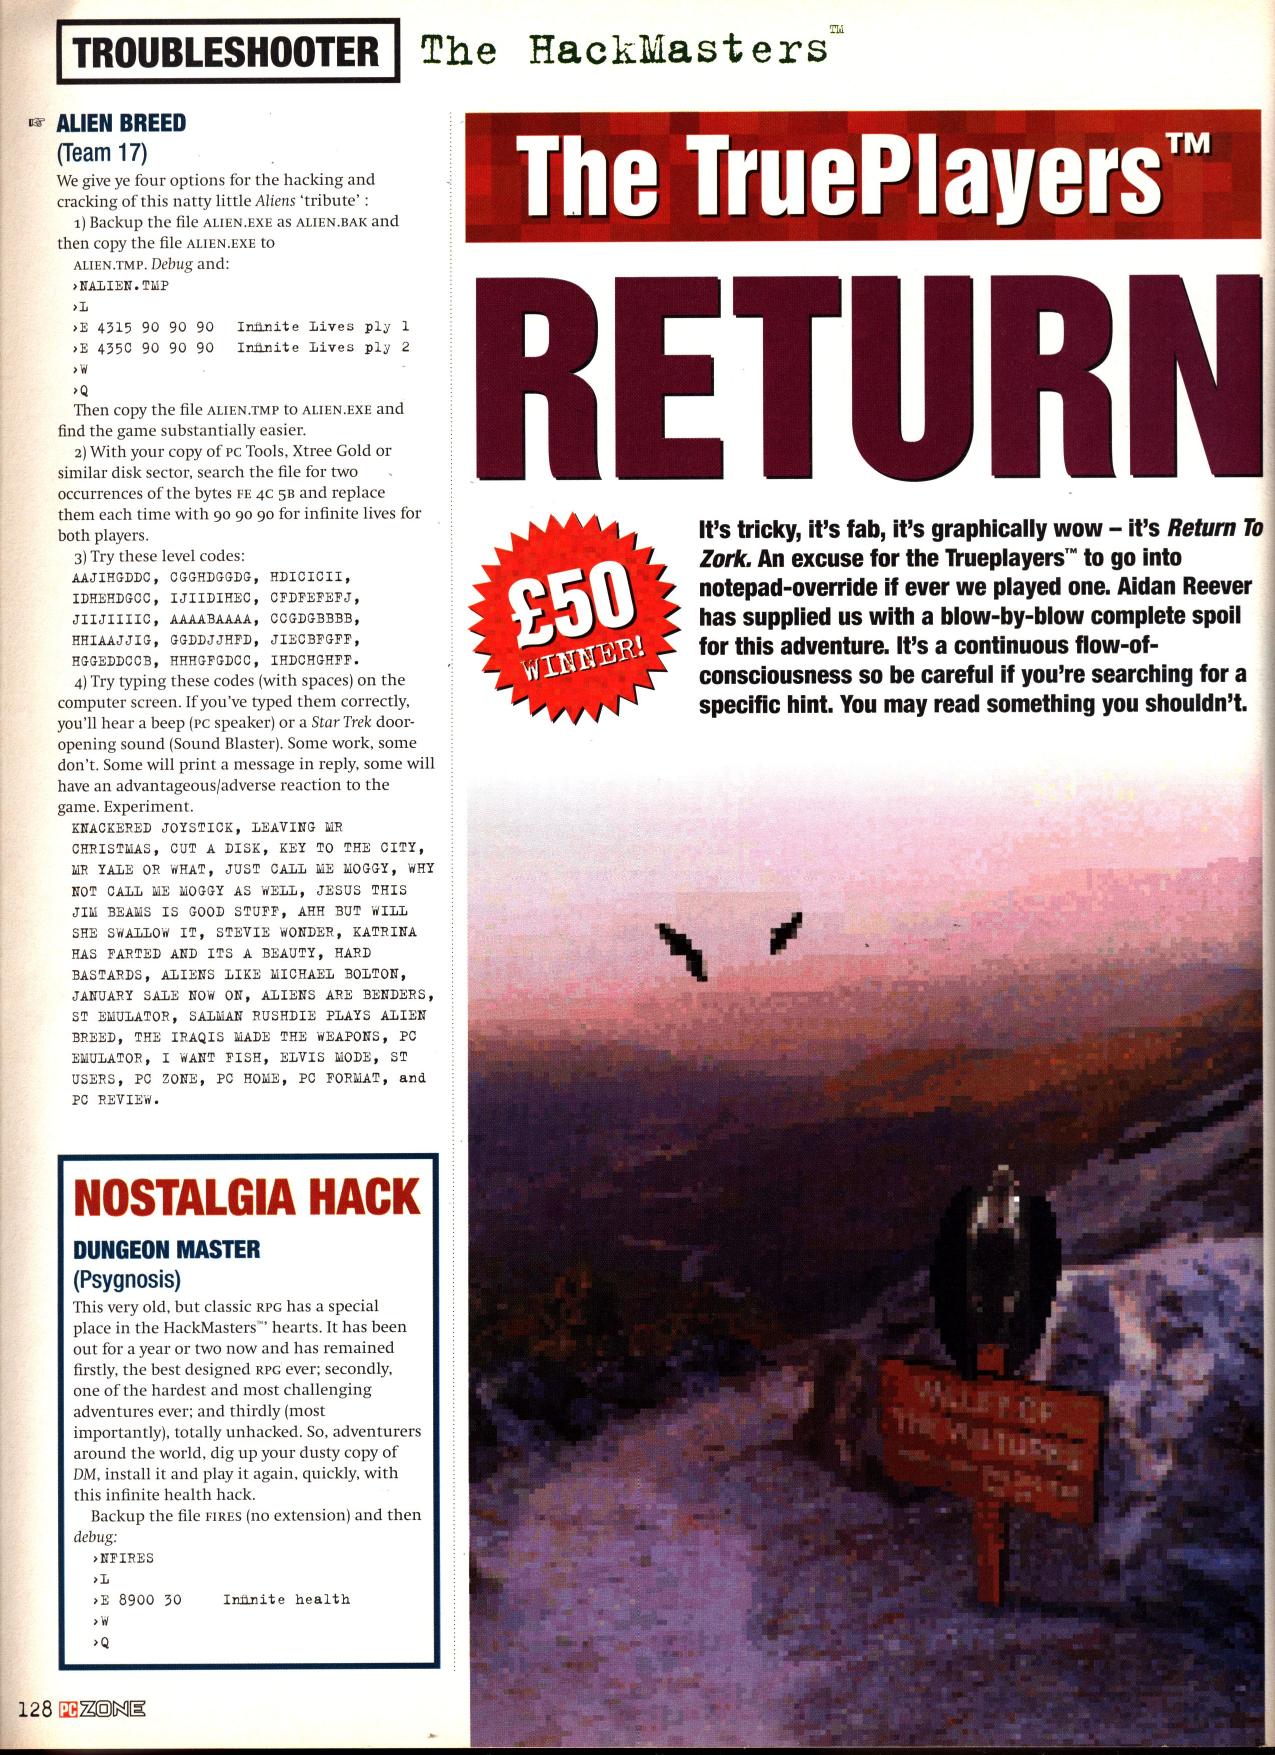 TROUBLESHOOTER The HackMasters™
☞ ALIEN BREED
(Team 17)
We give ye four options for the hacking and
cracking of this natty little Aliens ‘tribute’ :
1) Backup the file ALIEN.EXE as ALIEN.BAK and
then copy the file ALIEN.EXE to
ALIEN.TMP. Debug and:
>NALIEN.TMP
>L
>E 4315 90 90 90 Infinite Lives ply 1
>E 435C 90 90 90 Infinite Lives ply 2
>W
>Q
Then copy the file ALIEN.TMP to ALIEN.EXE and
find the game substantially easier.
2) With your copy of PC Tools, Xtree Gold or
similar disk sector, search the file for two
occurrences of the bytes FE 4C 5B and replace
them each time with 90 90 90 for infinite lives for
both players.
3) Try these level codes:
AAJIHGDDC, CGGHDGGDG, HDICICII,
IDHEHDGCC, IJIIDIHEC, CFDFEFEFJ,
JIIJIIIIC, AAAABAAAA, CCGDGBBBB,
HHIAAJJIG, GGDDJJHFD, JIECBFGFF,
HGGEDDCCB, HHHGFGDCC, IHDCHGHFF.
4) Try typing these codes (with spaces) on the
computer screen. If you’ve typed them correctly,
you’ll hear a beep (PC speaker) or a Star Trek door-
opening sound (Sound Blaster). Some work, some
don’t. Some will print a message in reply, some will
have an advantageous/adverse reaction to the
game. Experiment.
KNACKERED JOYSTICK, LEAVING MR
CHRISTMAS, CUT A DISK, KEY TO THE CITY,
MR YALE OR WHAT, JUST CALL ME MOGGY, WHY
NOT CALL ME MOGGY AS WELL, JESUS THIS
JIM BEAMS IS GOOD STUFF, AHH BUT WILL
SHE SWALLOW IT, STEVIE WONDER, KATRINA
HAS FARTED AND ITS A BEAUTY, HARD
BASTARDS, ALIENS LIKE MICHAEL BOLTON,
JANUARY SALE NOW ON, ALIENS ARE BENDERS,
ST EMULATOR, SALMAN RUSHDIE PLAYS ALIEN
BREED, THE IRAQIS MADE THE WEAPONS, PC
EMULATOR, I WANT FISH, ELVIS MODE, ST
USERS, PC ZONE, PC HOME, PC FORMAT, and
PC REVIEW.
NOSTALGIA HACK
DUNGEON MASTER
(Psygnosis)
This very old, but classic RPG has a special
place in the HackMasters™’ hearts. It has been
out for a year or two now and has remained
firstly, the best designed RPG ever; secondly,
one of the hardest and most challenging
adventures ever; and thirdly (most
importantly), totally unhacked. So, adventurers
around the world, dig up your dusty copy of
DM, install it and play it again, quickly, with
this infinite health hack.
Backup the file FIRES (no extension) and then
debug:
>NFIRES
>L
>E 8900 30 Infinite health
>W
>Q
128 PC ZONE
The TruePlayers™
RETURN
£50
WINNER!
It’s tricky, it’s fab, it’s graphically wow – it’s Return To
Zork. An excuse for the Trueplayers™ to go into
notepad-override if ever we played one. Aidan Reever
has supplied us with a blow-by-blow complete spoil
for this adventure. It’s a continuous flow-of-
consciousness so be careful if you’re searching for a
specific hint. You may read something you shouldn’t.
VALLEY OF
THE VULTURES